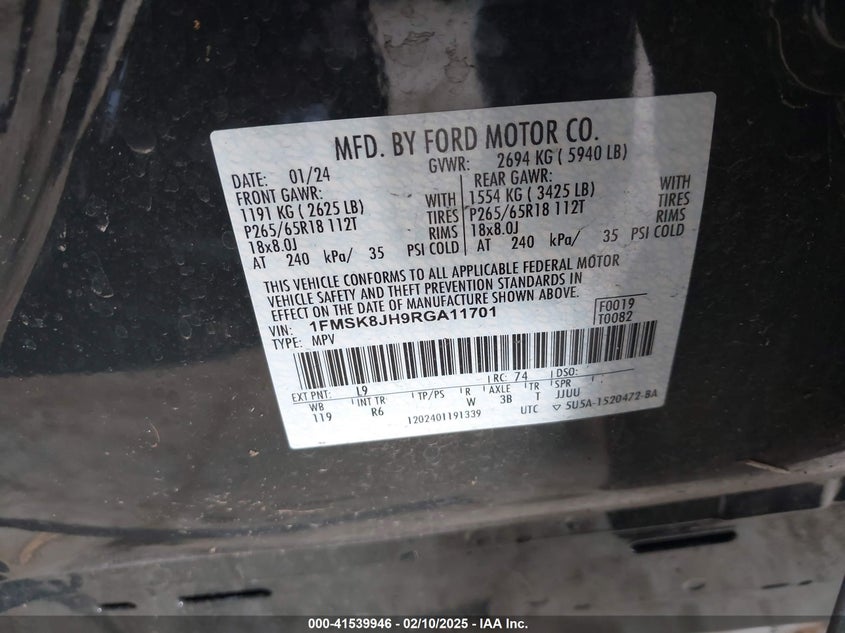 MFD. BY FORD MOTOR CO.
DATE: 01/24 GVWR: 2694 KG ( 5940 LB)
FRONT GAWR: REAR GAWR:
1191 KG ( 2625 LB) WITH 1554 KG ( 3425 LB) WITH
P265/65R18 112T TIRES P265/65R18 112T TIRES
18x8.0J RIMS 18x8.0J RIMS
AT 240 kPa/ 35 PSI COLD AT 240 kPa/ 35 PSI COLD
THIS VEHICLE CONFORMS TO ALL APPLICABLE FEDERAL MOTOR
VEHICLE SAFETY AND THEFT PREVENTION STANDARDS IN
EFFECT ON THE DATE OF MANUFACTURE SHOWN ABOVE.
VIN: 1FMSK8JH9RGA11701 F0019
TYPE: MPV T0082
EXT PNT: L9 RC: 74 DSO:
WB INT TR: TP/PS R AXLE TR SPR
119 R6 W 3B T JJUU
1202401191339 UTC ▽ 5U5A-1520472-BA
000-41539946 - 02/10/2025 - IAAI Inc.